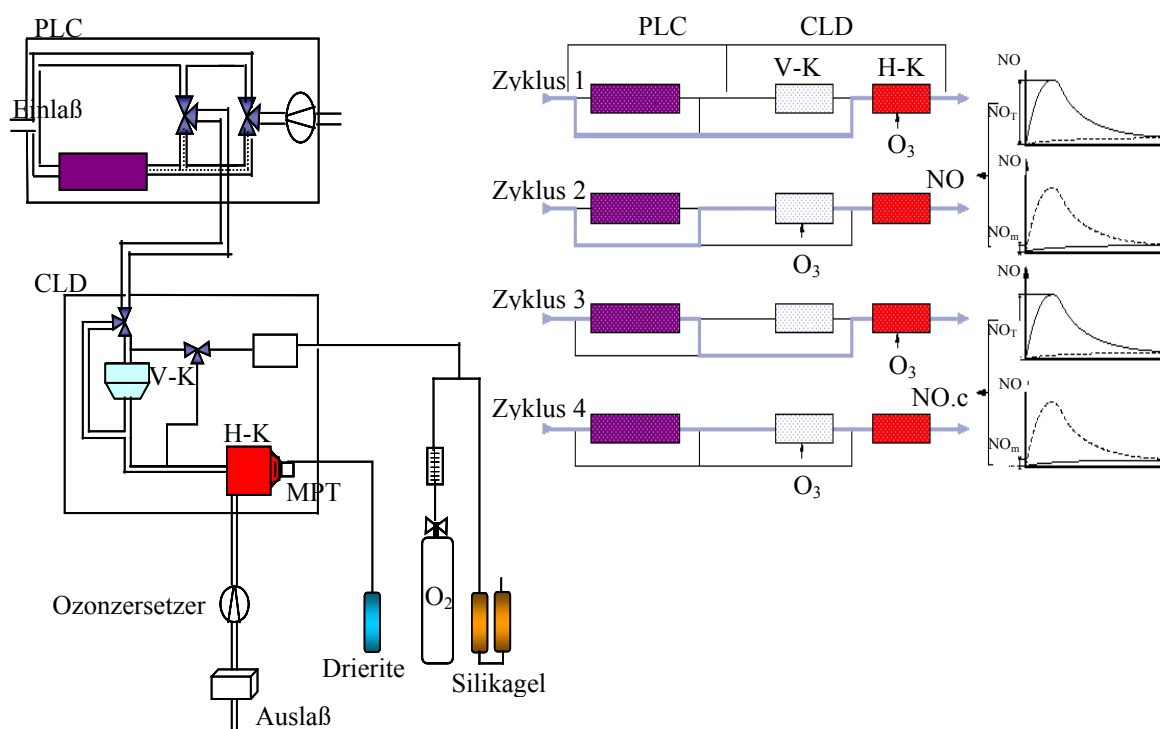 PLC
Einlaß
CLD
V-K
H-K
MPT
Ozonzersetzer
O2
Drierite
Silikagel
Auslaß
PLC CLD
V-K H-K
Zyklus 1
O3
Zyklus 2
O3
Zyklus 3
O3
Zyklus 4
O3
NO
NOT
NO
NO
NOm
NO
NOT
NO.c
NO
NOm